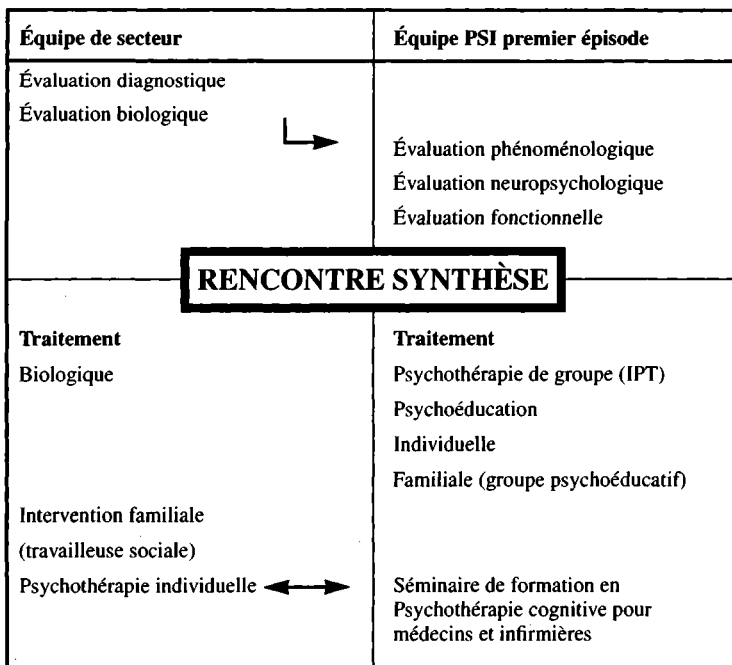 Équipe de secteur
Équipe PSI premier épisode
Évaluation diagnostique
Évaluation biologique
Évaluation phénoménologique
Évaluation neuropsychologique
Évaluation fonctionnelle
RENCONTRE SYNTHÈSE
Traitement
Biologique
Intervention familiale
(travailleuse sociale)
Psychothérapie individuelle
Traitement
Psychothérapie de groupe (IPT)
Psychoéducation
Individuelle
Familiale (groupe psychoéducatif)
Séminaire de formation en
Psychothérapie cognitive pour
médecins et infirmières